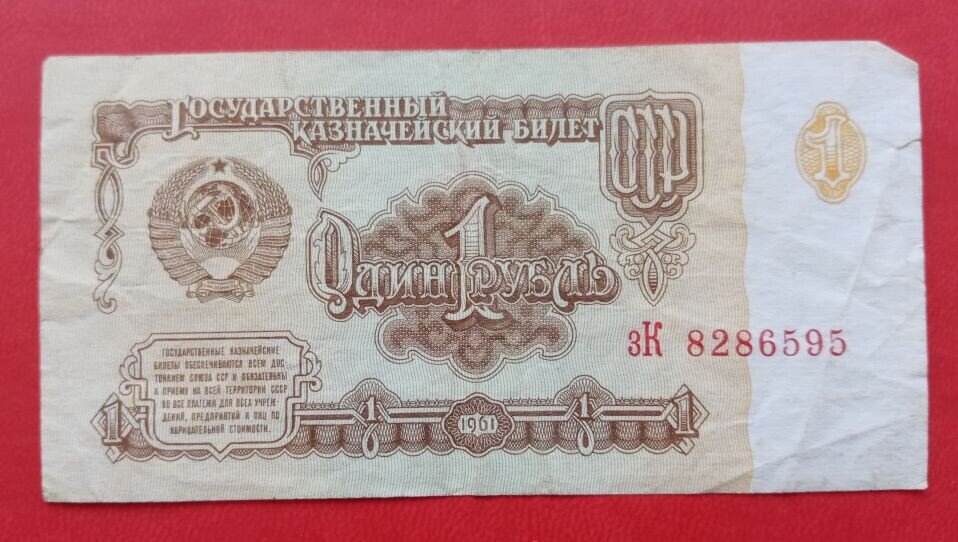 ГОСУДАРСТВЕННЫЙ
КАЗНАЧЕЙСКИЙ БИЛЕТ
СССР
1
1
ОДИН РУБЛЬ
зК 8286595
ГОСУДАРСТВЕННЫЕ КАЗНАЧЕЙСКИЕ
БИЛЕТЫ ОБЕСПЕЧИВАЮТСЯ ВСЕМ ДОС-
ТОЯНИЕМ СОЮЗА ССР И ОБЯЗАТЕЛЬНЫ
К ПРИЕМУ НА ВСЕЙ ТЕРРИТОРИИ СССР
ВО ВСЕ ПЛАТЕЖИ ДЛЯ ВСЕХ УЧРЕЖ-
ДЕНИЙ, ПРЕДПРИЯТИЙ И ЛИЦ ПО
НАРИЦАТЕЛЬНОЙ СТОИМОСТИ.
1 1 1961 1 1